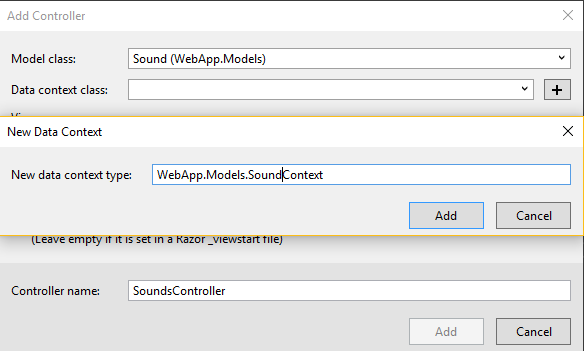 Add Controller
Model class: Sound (WebApp.Models)
Data context class:
New Data Context
New data context type: WebApp.Models.SoundContext
Add Cancel
(Leave empty if it is set in a Razor _viewstart file)
Controller name: SoundsController
Add Cancel